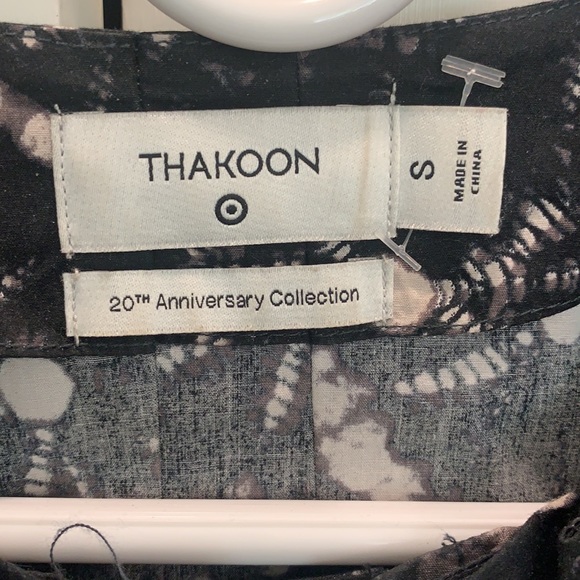 THAKOON
20TH Anniversary Collection
S
MADE IN
CHINA